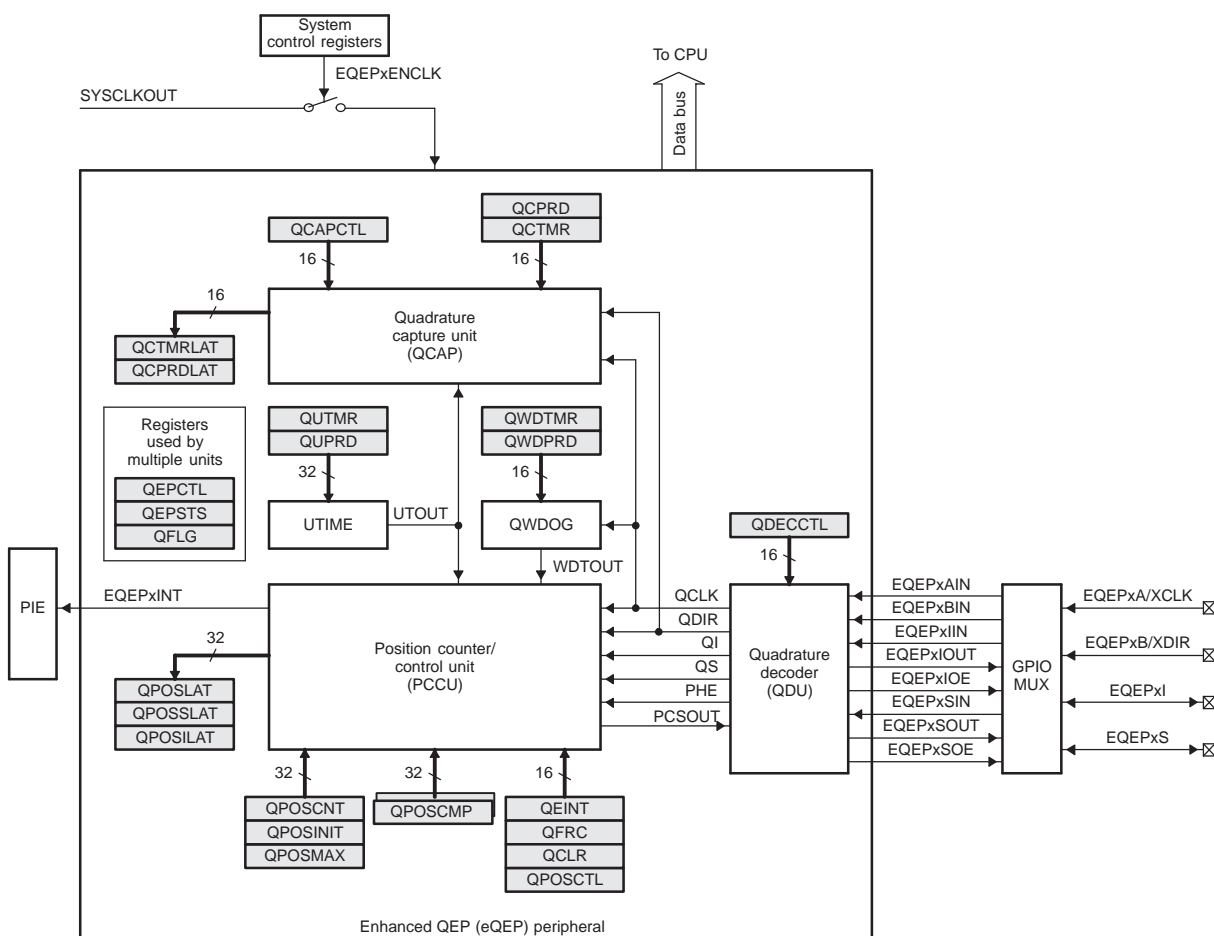 System
control registers
To CPU
EQEPxENCLK
SYSCLKOUT
Data bus
QCPRD
QCAPCTL
QCTMR
16
16
16
Quadrature
capture unit
(QCAP)
QCTMRLAT
QCPRDLAT
Registers
used by
multiple units
QUTMR
QUPRD
QWDTMR
QWDPRD
32
16
QEPCTL
QEPSTS
QFLG
UTIME
UTOUT
QWDOG
QDECCTL
WDTOUT
16
PIE
EQEPxINT
QCLK
QDIR
QI
QS
PHE
PCSOUT
32
Position counter/
control unit
(PCCU)
Quadrature
decoder
(QDU)
EQEPxAIN
EQEPxBIN
EQEPxIIN
EQEPxIOUT
EQEPxIOE
EQEPxSIN
EQEPxSOUT
EQEPxSOE
GPIO
MUX
EQEPxA/XCLK
EQEPxB/XDIR
EQEPxI
EQEPxS
QPOSLAT
QPOSSLAT
QPOSILAT
32
32
16
QPOSCNT
QPOSINIT
QPOSMAX
QPOSCMP
QEINT
QFRC
QCLR
QPOSCTL
Enhanced QEP (eQEP) peripheral